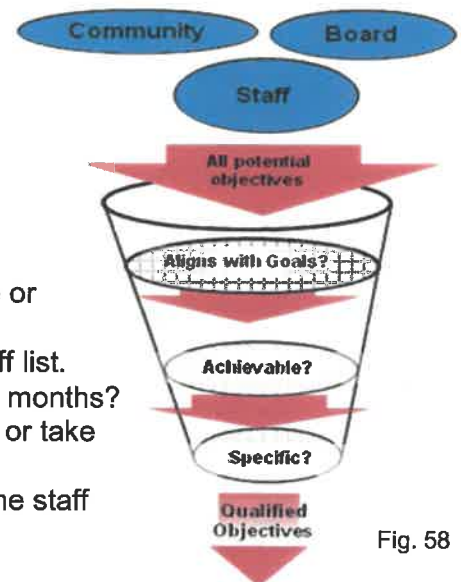 Community
Board
Staff
All potential
objectives
Aligns with Goals?
or
ff list.
months?
Achievable?
or take
Specific?
ne staff
Qualified
Objectives
Fig. 58